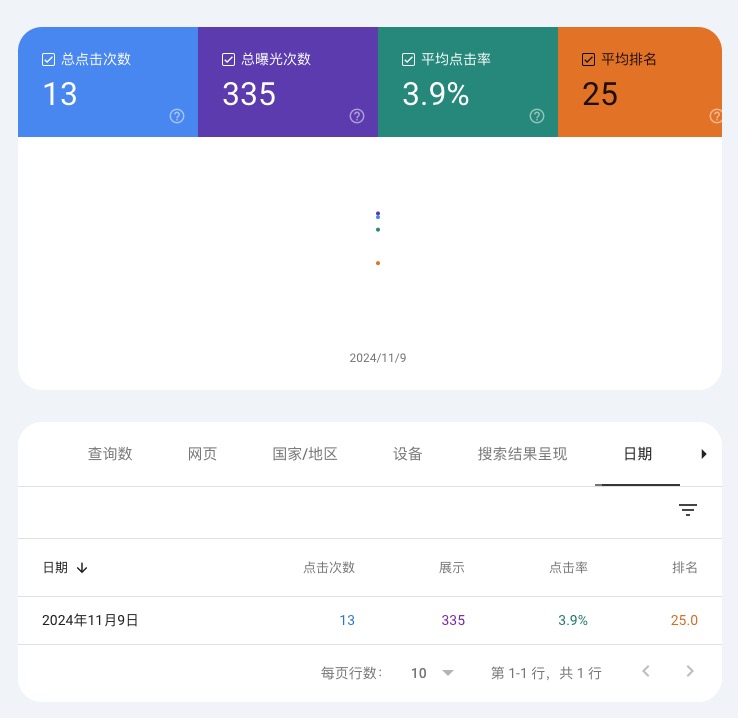 总点击次数 总曝光次数 平均点击率 平均排名
13 335 3.9% 25
2024/11/9
查询数 网页 国家/地区 设备 搜索结果呈现 日期
日期 点击次数 展示 点击率 排名
2024年11月9日 13 335 3.9% 25.0
每页行数： 10 第 1-1 行，共 1 行